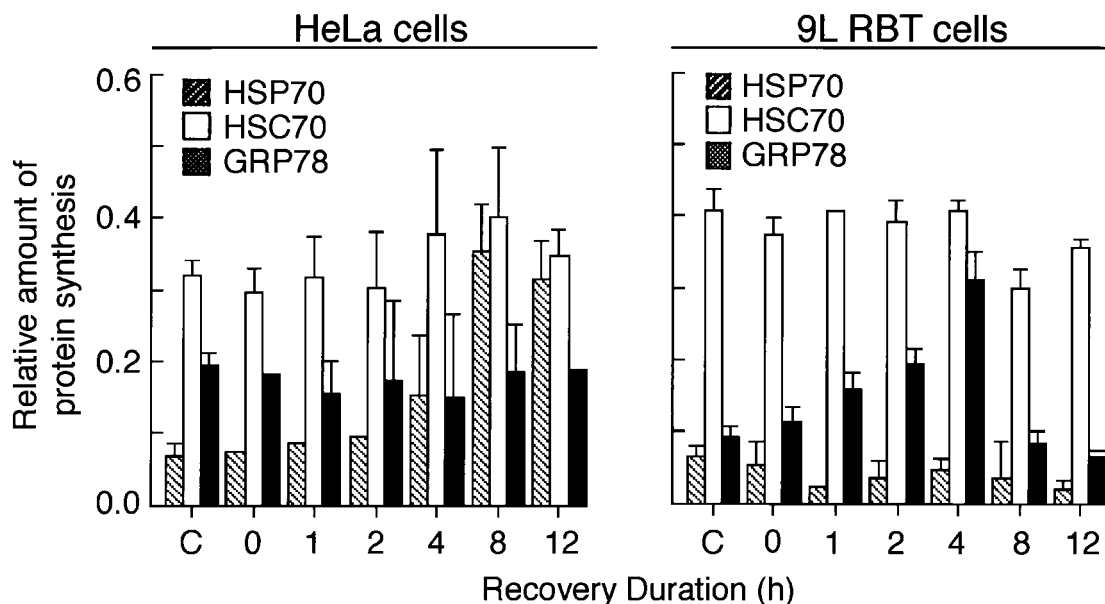 HeLa cells
9L RBT cells
Relative amount of
protein synthesis
0.6
0.4
0.2
0.0
HSP70
HSC70
GRP78
HSP70
HSC70
GRP78
C 0 1 2 4 8 12
C 0 1 2 4 8 12
Recovery Duration (h)